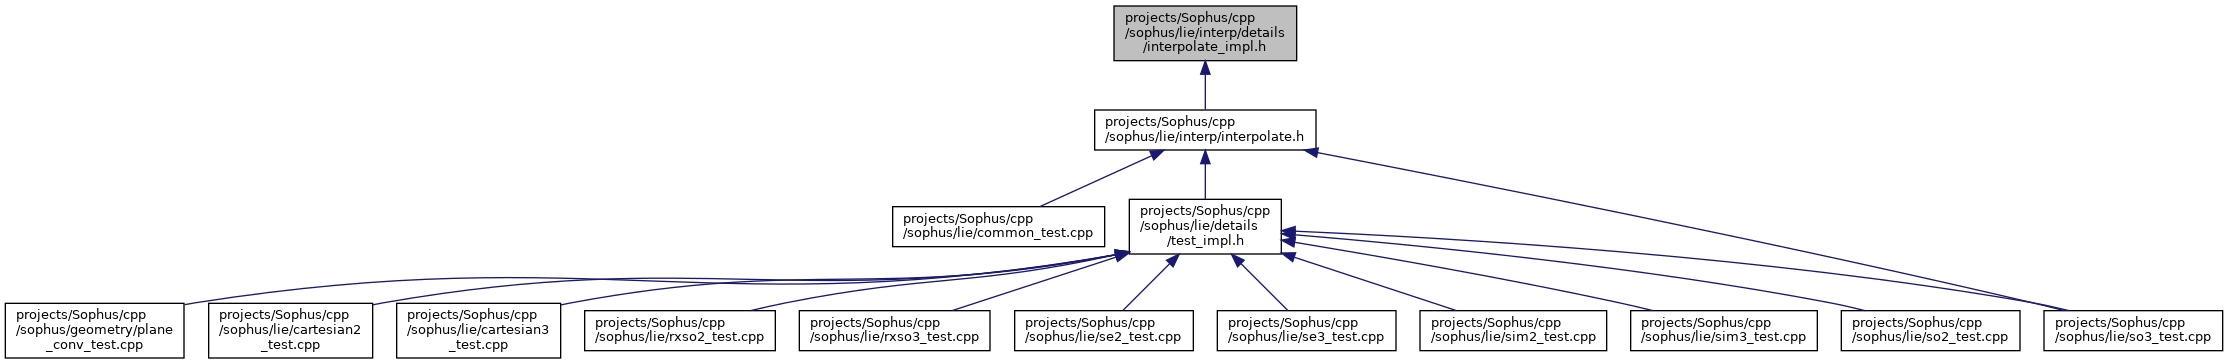 projects/Sophus/cpp
/sophus/lie/interp/details
/interpolate_impl.h
projects/Sophus/cpp
/sophus/lie/interp/interpolate.h
projects/Sophus/cpp
/sophus/lie/common_test.cpp
projects/Sophus/cpp
/sophus/lie/details
/test_impl.h
projects/Sophus/cpp
/sophus/geometry/plane
_conv_test.cpp
projects/Sophus/cpp
/sophus/lie/cartesian2
_test.cpp
projects/Sophus/cpp
/sophus/lie/cartesian3
_test.cpp
projects/Sophus/cpp
/sophus/lie/rxso2_test.cpp
projects/Sophus/cpp
/sophus/lie/rxso3_test.cpp
projects/Sophus/cpp
/sophus/lie/se2_test.cpp
projects/Sophus/cpp
/sophus/lie/se3_test.cpp
projects/Sophus/cpp
/sophus/lie/sim2_test.cpp
projects/Sophus/cpp
/sophus/lie/sim3_test.cpp
projects/Sophus/cpp
/sophus/lie/so2_test.cpp
projects/Sophus/cpp
/sophus/lie/so3_test.cpp